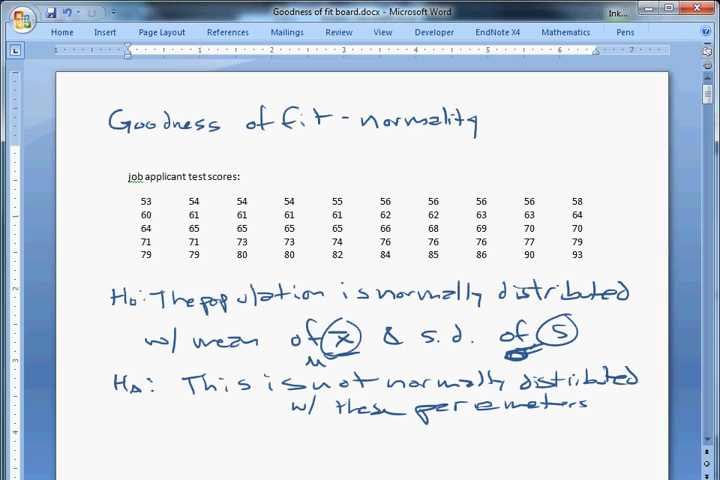 Goodness of fit board.docx - Microsoft Word
Ink...
Home Insert Page Layout References Mailings Review View Developer EndNote X4 Mathematics Pens
Goodness of fit - normality
job applicant test scores:
53 54 54 54 55 56 56 56 56 58
60 61 61 61 61 62 62 63 63 64
64 65 65 65 66 68 69 70 70
71 71 73 73 74 76 76 76 77 79
79 79 80 80 82 84 85 86 90 93
Ho: The population is normally distributed
w/ mean of x̄ & s.d. of s
μ
Ha: This is not normally distributed
w/ these perameters